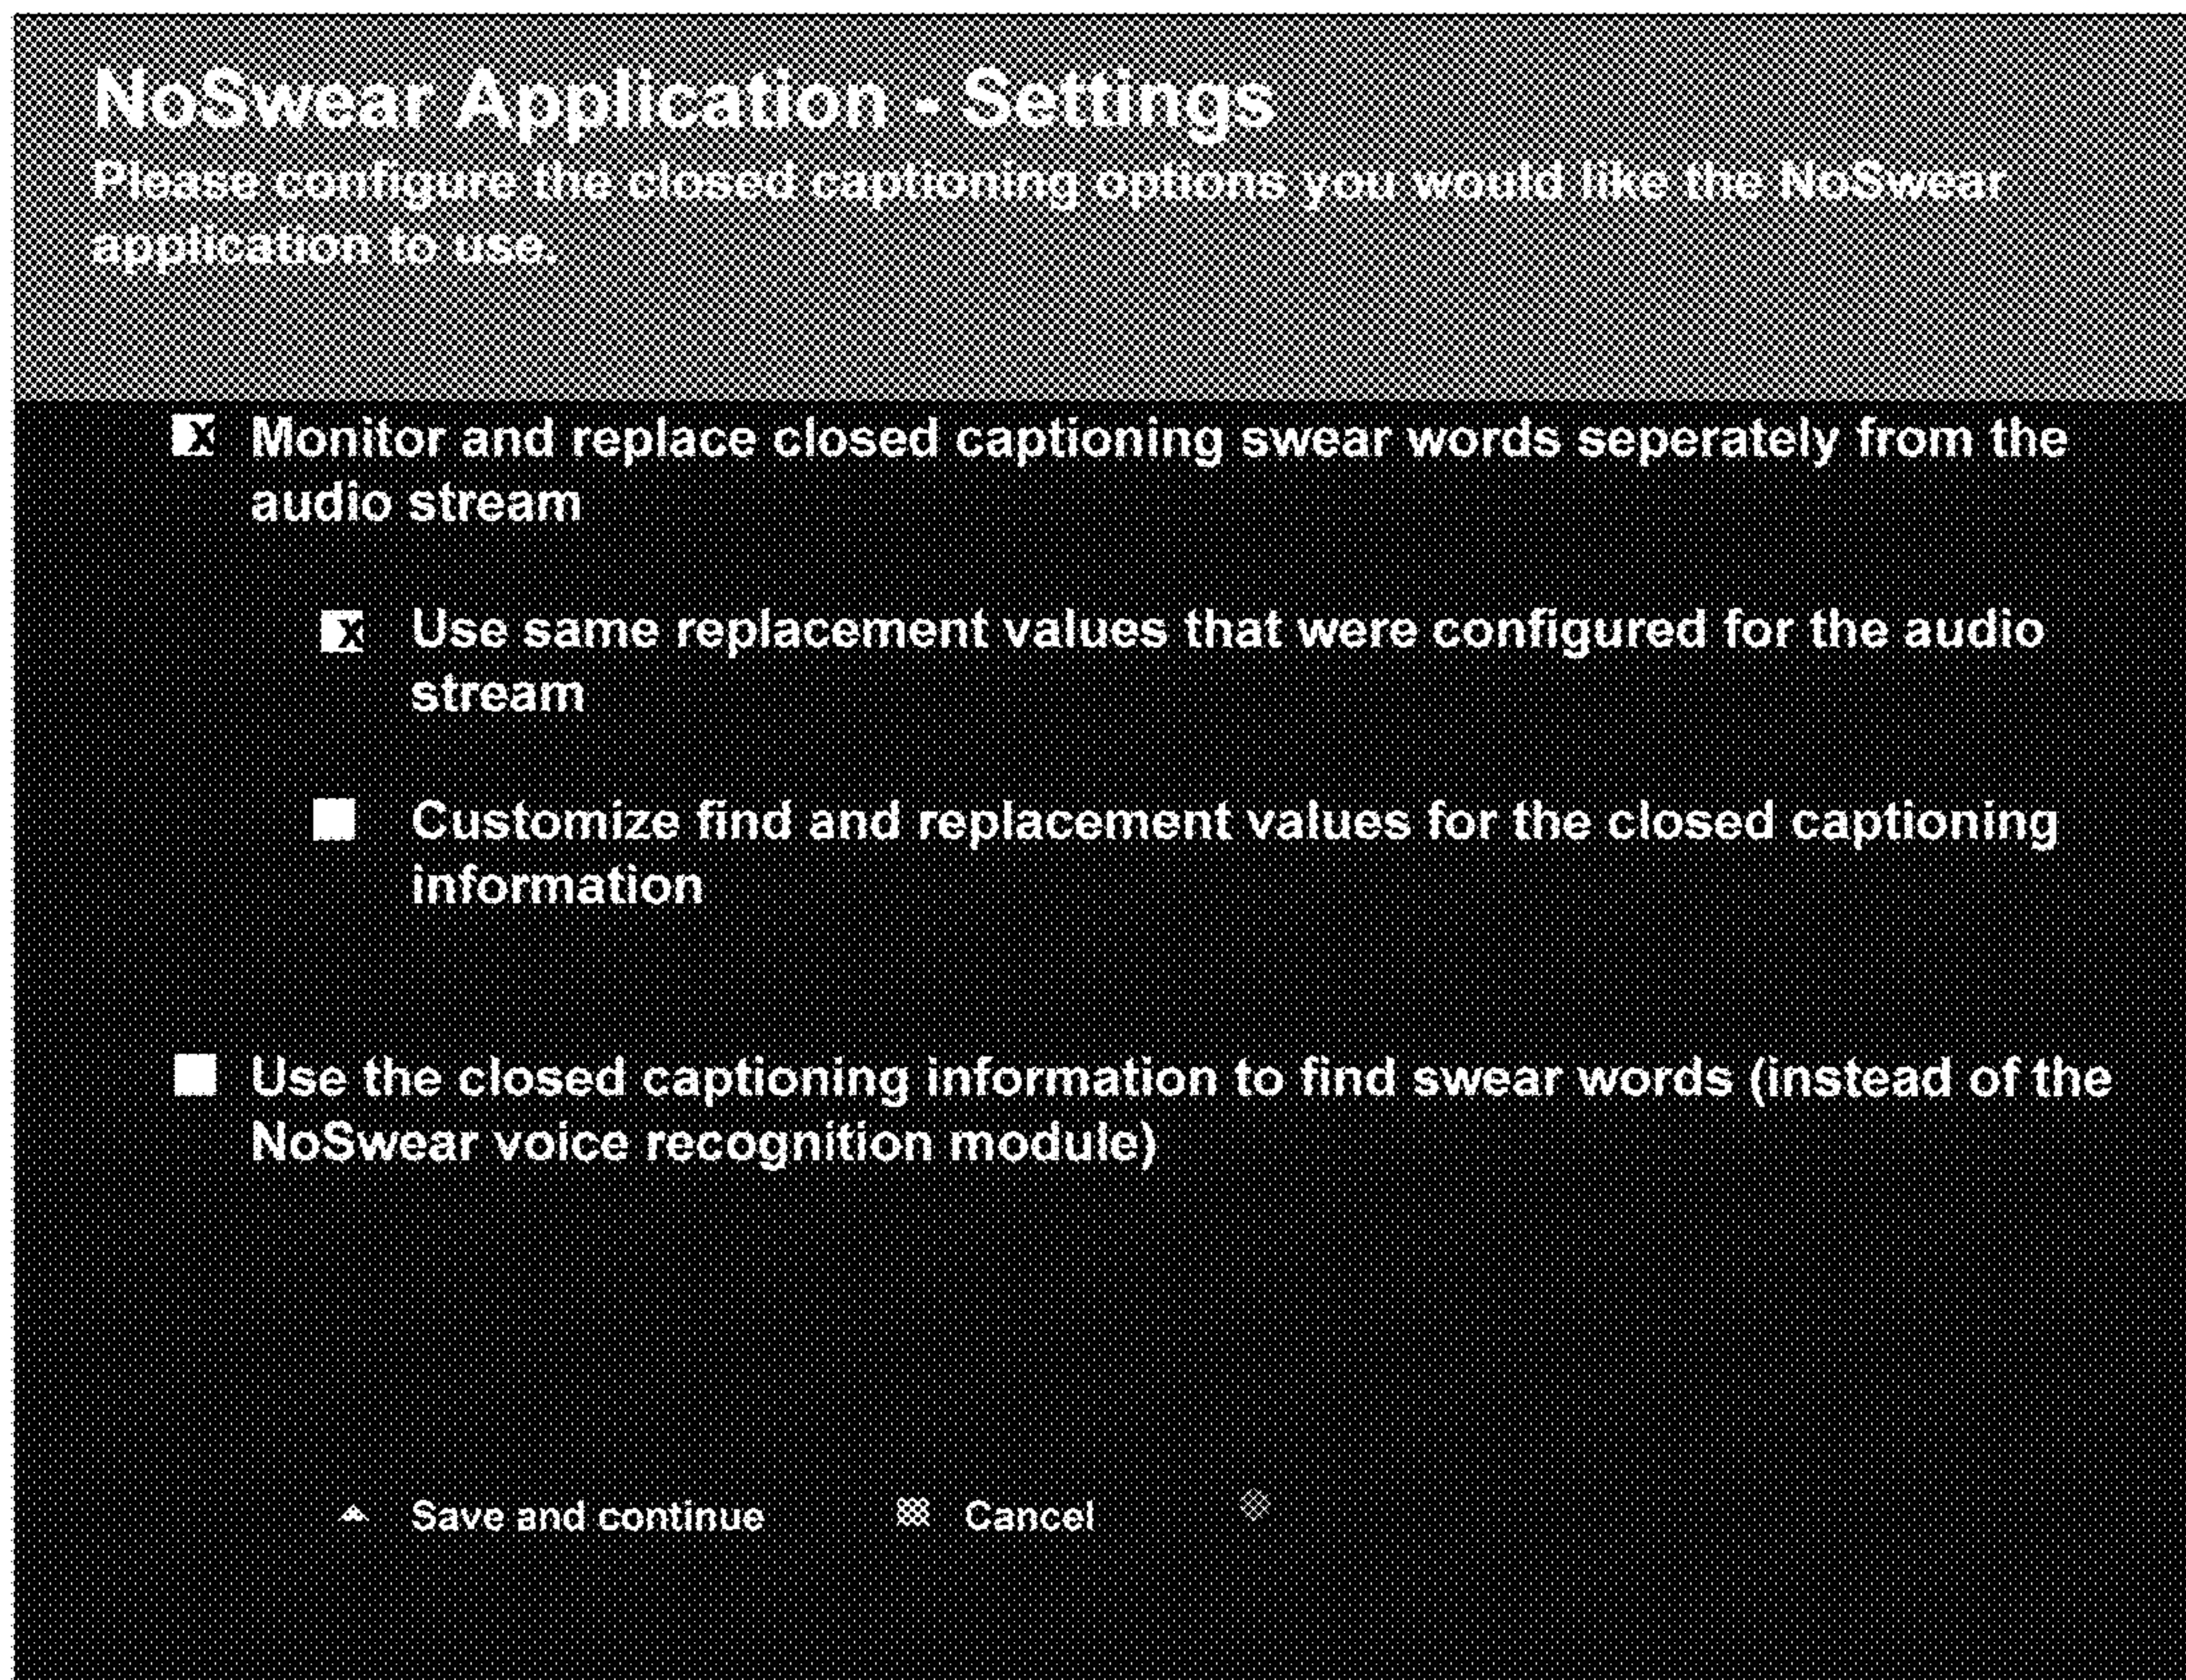 NoSwear Application - Settings
Please configure the closed captioning options you would like the NoSwear
application to use.
x Monitor and replace closed captioning swear words seperately from the
audio stream
x Use same replacement values that were configured for the audio
stream
Customize find and replacement values for the closed captioning
information
Use the closed captioning information to find swear words (instead of the
NoSwear voice recognition module)
Save and continue Cancel